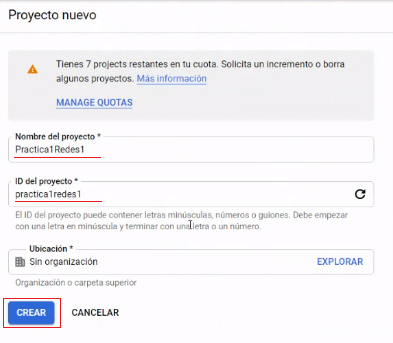 Proyecto nuevo
Tienes 7 projects restantes en tu cuota. Solicita un incremento o borra
algunos proyectos. Más información
MANAGE QUOTAS
Nombre del proyecto *
Practica1Redes1
ID del proyecto *
practica1redes1
El ID del proyecto puede contener letras minúsculas, números o guiones. Debe empezar
con una letra en minúscula y terminar con una letra o un número.
Ubicación *
Sin organización EXPLORAR
Organización o carpeta superior
CREAR CANCELAR